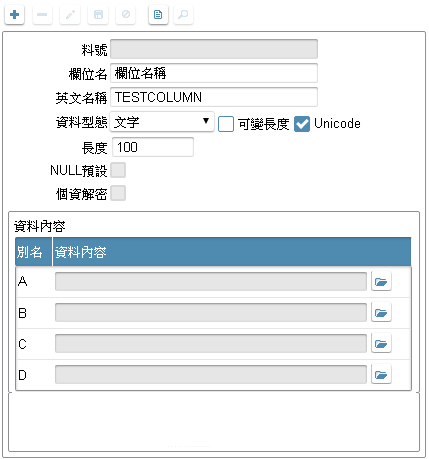 料號
欄位名 欄位名稱
英文名稱 TESTCOLUMN
資料型態 文字 可變長度 Unicode
長度 100
NULL預設
個資解密
資料內容
別名 資料內容
A
B
C
D